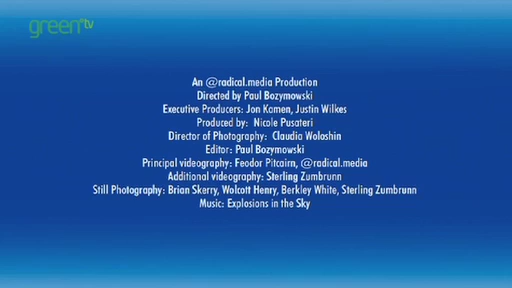 green.tv
An @radical.media Production
Directed by Paul Bozymowski
Executive Producers: Jon Kamen, Justin Wilkes
Produced by: Nicole Pusateri
Director of Photography: Claudia Woloshin
Editor: Paul Bozymowski
Principal videography: Feodor Pitcairn, @radical.media
Additional videography: Sterling Zumbrunn
Still Photography: Brian Skerry, Wolcott Henry, Berkley White, Sterling Zumbrunn
Music: Explosions in the Sky